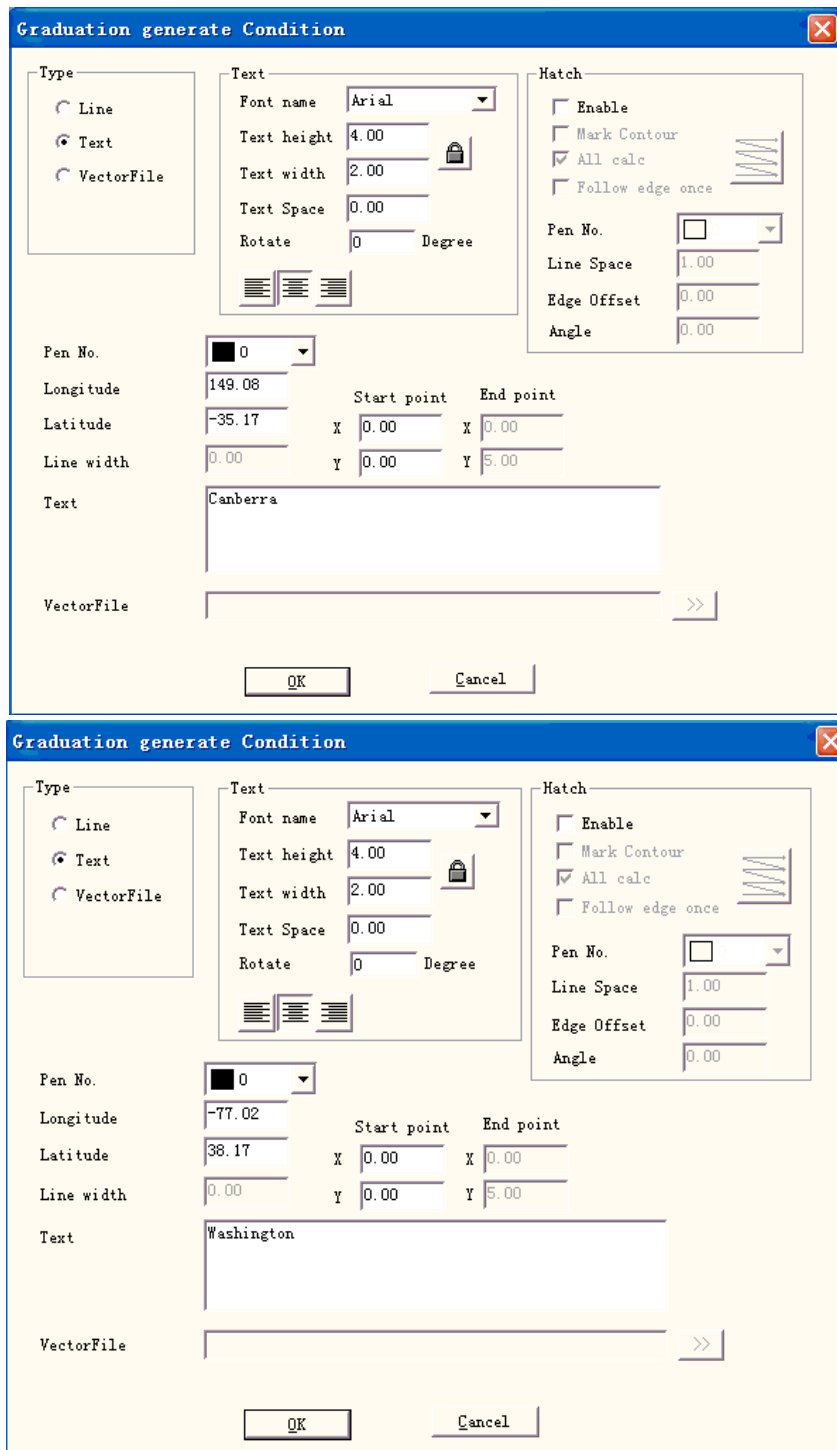 Graduation generate Condition
Type
Line
Text
VectorFile
Text
Font name Arial
Text height 4.00
Text width 2.00
Text Space 0.00
Rotate 0 Degree
Hatch
Enable
Mark Contour
All calc
Follow edge once
Pen No.
Line Space 1.00
Edge Offset 0.00
Angle 0.00
Pen No. 0
Longitude 149.08
Start point End point
Latitude -35.17 X 0.00 X 0.00
Line width 0.00 Y 0.00 Y 5.00
Text Canberra
VectorFile >>
OK Cancel
Graduation generate Condition
Type
Line
Text
VectorFile
Text
Font name Arial
Text height 4.00
Text width 2.00
Text Space 0.00
Rotate 0 Degree
Hatch
Enable
Mark Contour
All calc
Follow edge once
Pen No.
Line Space 1.00
Edge Offset 0.00
Angle 0.00
Pen No. 0
Longitude -77.02
Start point End point
Latitude 38.17 X 0.00 X 0.00
Line width 0.00 Y 0.00 Y 5.00
Text Washington
VectorFile >>
OK Cancel